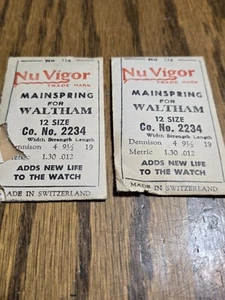 Nu Vigor
TRADE MARK
MAINSPRING
FOR
WALTHAM
12 SIZE
Co. No. 2234
Width Strength Length
Dennison 4 9½ 19
Metric 1.30 .012
ADDS NEW LIFE
TO THE WATCH
ADE IN SWITZERLAND
Nu Vigor
TRADE MARK
MAINSPRING
FOR
WALTHAM
12 SIZE
Co. No. 2234
Width Strength Length
Dennison 4 9½ 19
Metric 1.30 .012
ADDS NEW LIFE
TO THE WATCH
MADE IN SWITZERLAND